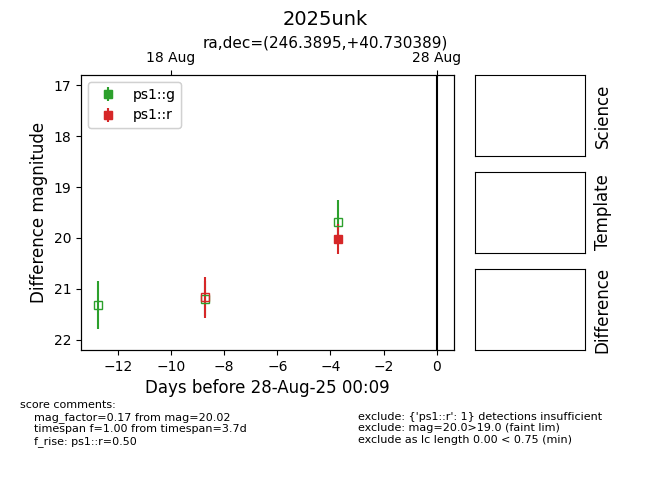 2025unk
ra,dec=(246.3895,+40.730389)
18 Aug
28 Aug
ps1::g
ps1::r
17
18
19
20
21
22
Difference magnitude
−12
−10
−8
−6
−4
−2
0
Days before 28-Aug-25 00:09
Science
Template
Difference
score comments:
mag_factor=0.17 from mag=20.02
timespan f=1.00 from timespan=3.7d
f_rise: ps1::r=0.50
exclude: {'ps1::r': 1} detections insufficient
exclude: mag=20.0>19.0 (faint lim)
exclude as lc length 0.00 < 0.75 (min)